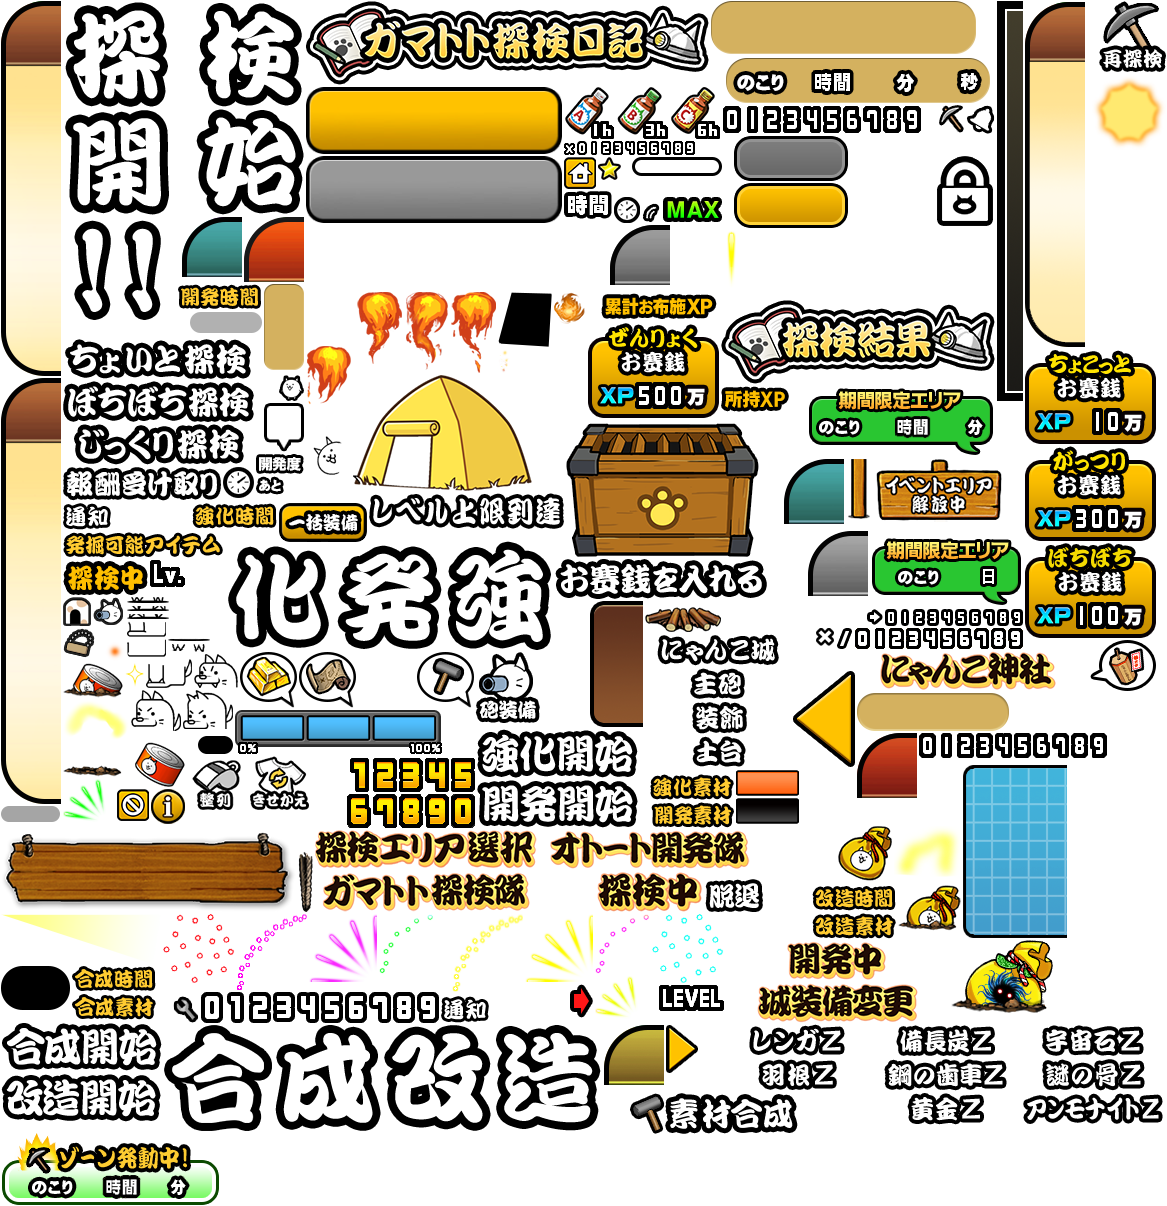 探 検
開 始
!!
ガマトト探検日記
のこり 時間 分 秒
再探検
A 1h B 3h C 6h
0123456789
×0123456789
時間
MAX
開発時間
累計お布施XP
ぜんりょく
お賽銭
XP500万
所持XP
探検結果
ちょいと探検
ぼちぼち探検
じっくり探検
報酬受け取り
あと
開発度
通知
強化時間
一括装備
レベル上限到達
発掘可能アイテム
探検中
Lv.
期間限定エリア
のこり 時間 分
イベントエリア
解放中
期間限定エリア
のこり 日
ちょこっと
お賽銭
XP 10万
がっつり
お賽銭
XP300万
ぼちぼち
お賽銭
XP100万
化 発 強
お賽銭を入れる
→0123456789
×/0123456789
にゃんこ城
主砲
装飾
土台
にゃんこ神社
砲装備
0% 100%
0123456789
強化開始
開発開始
12345
67890
強化素材
開発素材
整列
きせかえ
探検エリア選択
オトート開発隊
ガマトト探検隊
探検中
脱退
改造時間
改造素材
開発中
城装備変更
合成時間
合成素材
0123456789
通知
LEVEL
合成開始
改造開始
合成改造
レンガZ
備長炭Z
宇宙石Z
羽根Z
鋼の歯車Z
謎の骨Z
黄金Z
アンモナイトZ
素材合成
ゾーン発動中!
のこり 時間 分